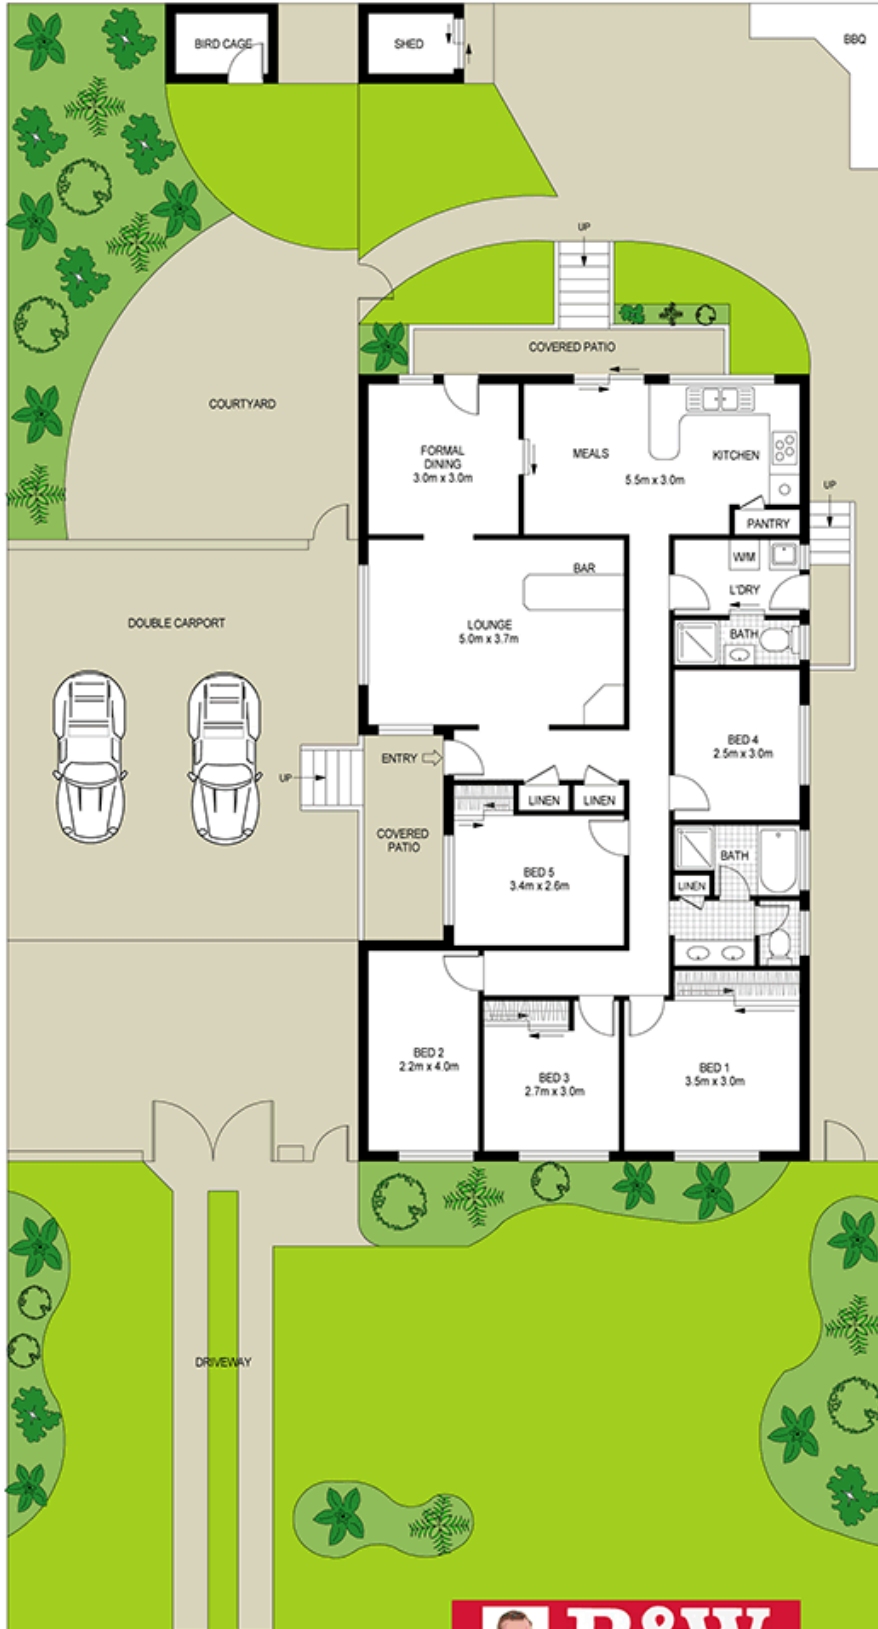 BIRD CAGE
SHED
BBQ
UP
COVERED PATIO
COURTYARD
FORMAL
DINING
3.0m x 3.0m
MEALS
KITCHEN
5.5m x 3.0m
UP
PANTRY
W/M
L'DRY
BAR
DOUBLE CARPORT
LOUNGE
5.0m x 3.7m
BATH
BED 4
2.5m x 3.0m
ENTRY
UP
LINEN
LINEN
COVERED
PATIO
BATH
BED 5
3.4m x 2.6m
LINEN
BED 2
2.2m x 4.0m
BED 3
2.7m x 3.0m
BED 1
3.5m x 3.0m
DRIVEWAY
R&W